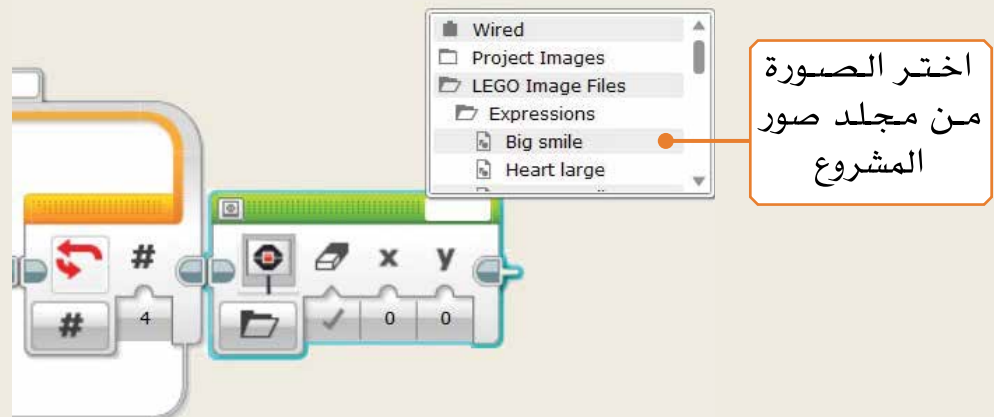 Wired
Project Images
LEGO Image Files
Expressions
Big smile
Heart large
اختر الصورة
من مجلد صور
المشروع
# x y
# 4 0 0